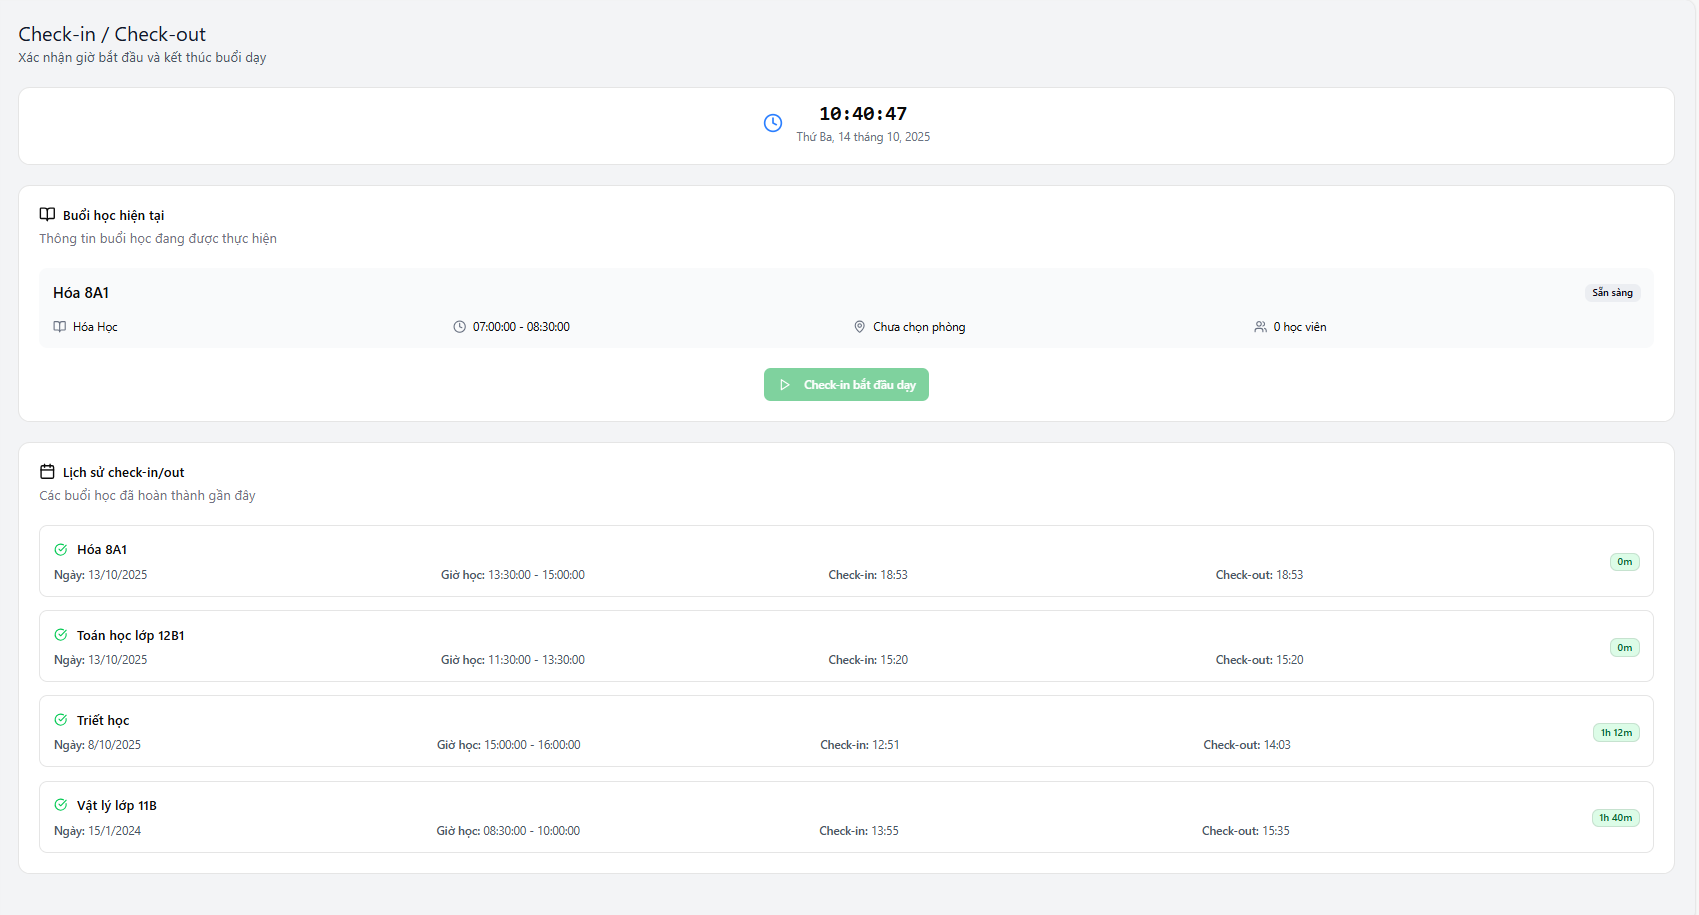 Check-in / Check-out
Xác nhận giờ bắt đầu và kết thúc buổi dạy
10:40:47
Thứ Ba, 14 tháng 10, 2025
Buổi học hiện tại
Thông tin buổi học đang được thực hiện
Hóa 8A1
Sẵn sàng
Hóa Học
07:00:00 - 08:30:00
Chưa chọn phòng
0 học viên
Check-in bắt đầu dạy
Lịch sử check-in/out
Các buổi học đã hoàn thành gần đây
Hóa 8A1
Ngày: 13/10/2025
Giờ học: 13:30:00 - 15:00:00
Check-in: 18:53
Check-out: 18:53
0m
Toán học lớp 12B1
Ngày: 13/10/2025
Giờ học: 11:30:00 - 13:30:00
Check-in: 15:20
Check-out: 15:20
0m
Triết học
Ngày: 8/10/2025
Giờ học: 15:00:00 - 16:00:00
Check-in: 12:51
Check-out: 14:03
1h 12m
Vật lý lớp 11B
Ngày: 15/1/2024
Giờ học: 08:30:00 - 10:00:00
Check-in: 13:55
Check-out: 15:35
1h 40m